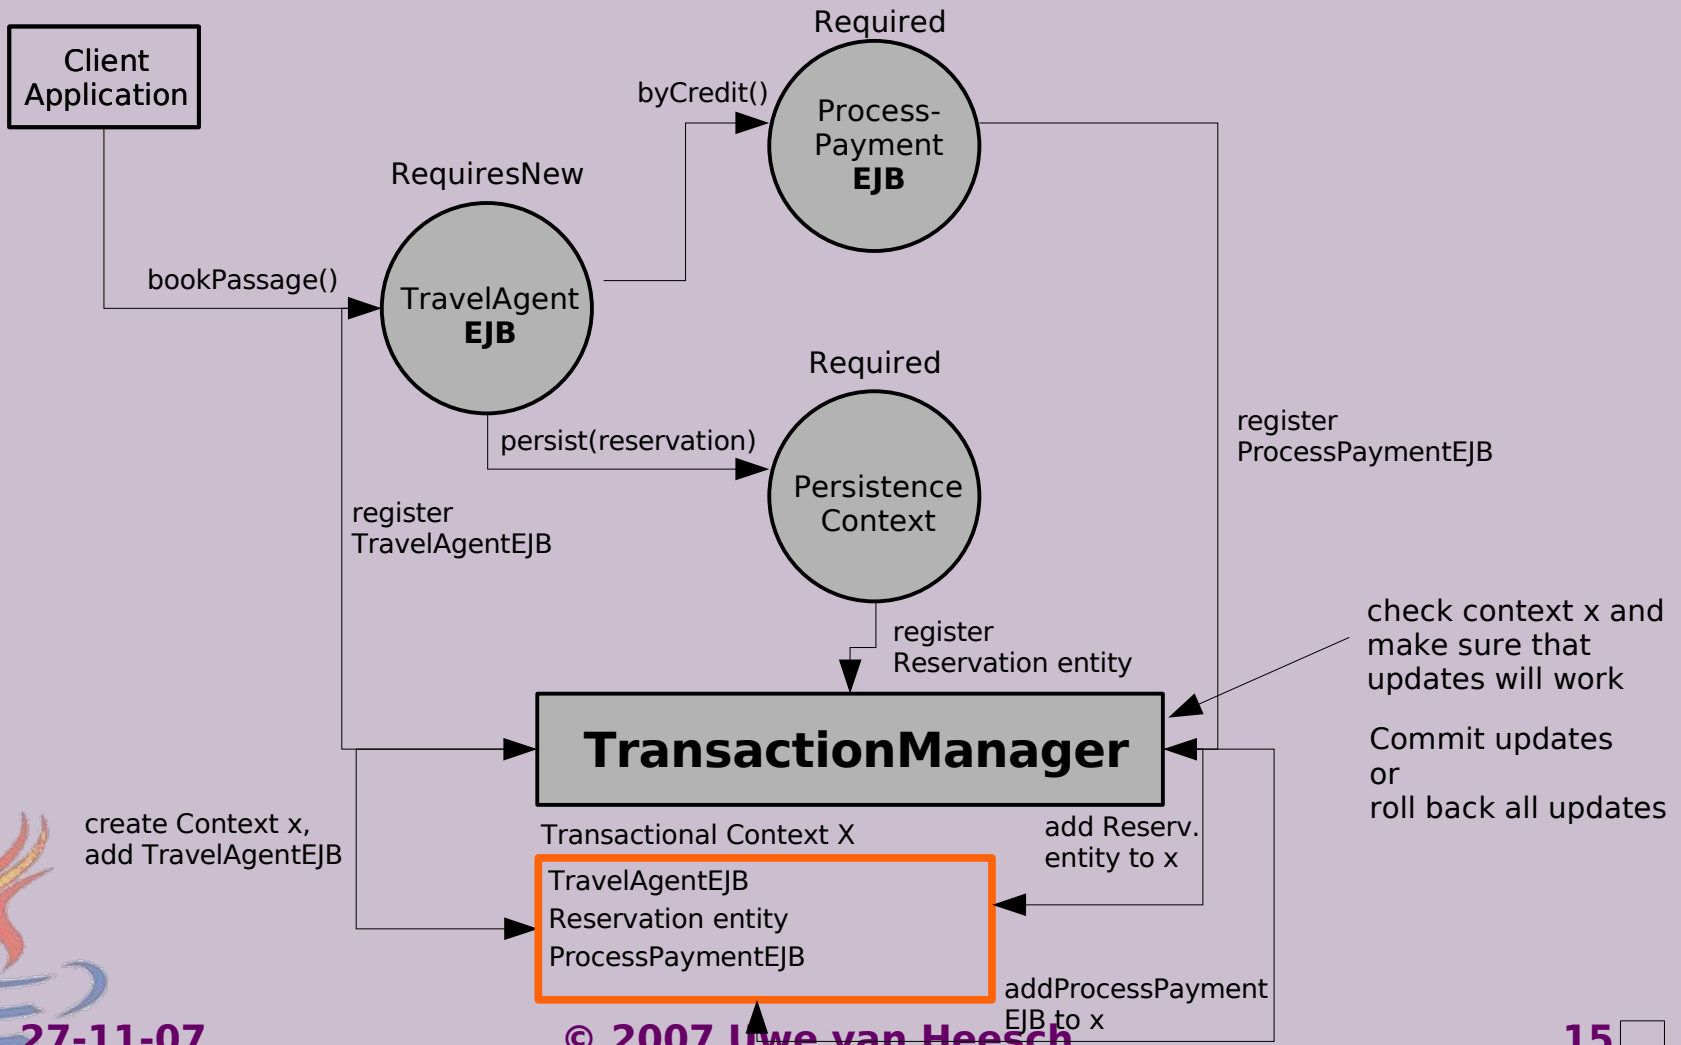 Required
Client
Application
byCredit()
Process-
Payment
EJB
RequiresNew
bookPassage()
TravelAgent
EJB
Required
persist(reservation)
register
ProcessPaymentEJB
Persistence
Context
register
TravelAgentEJB
register
Reservation entity
check context x and
make sure that
updates will work
TransactionManager
Commit updates
or
roll back all updates
create Context x,
add TravelAgentEJB
Transactional Context X
add Reserv.
entity to x
TravelAgentEJB
Reservation entity
ProcessPaymentEJB
addProcessPayment
EJB to x
27-11-07
© 2007 Uwe van Heesch
15